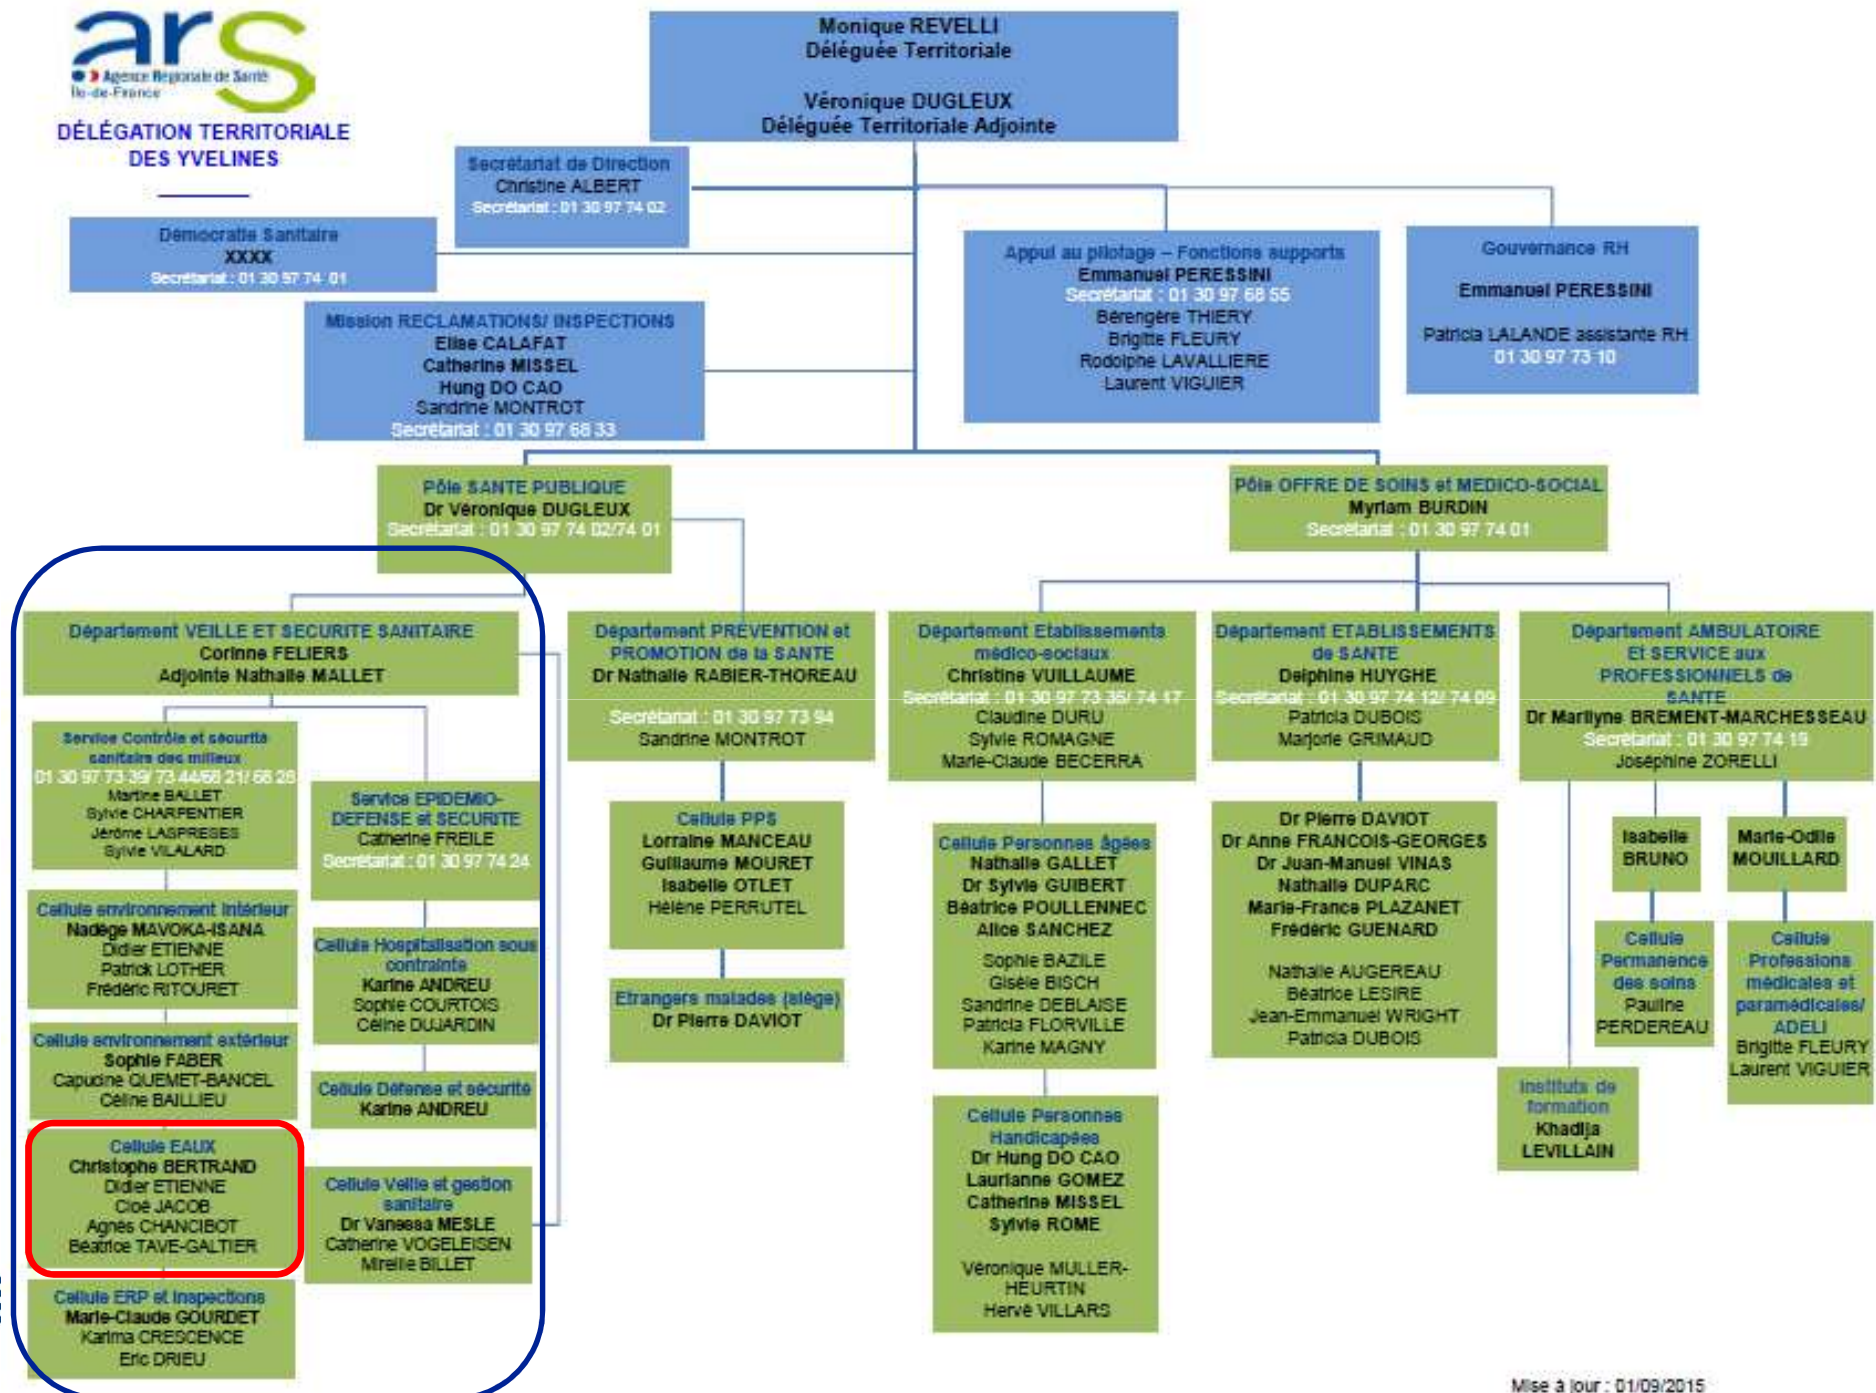 ars
Agence Régionale de Santé
Île-de-France
DÉLÉGATION TERRITORIALE
DES YVELINES
Monique REVELLI
Déléguée Territoriale
Véronique DUGLEUX
Déléguée Territoriale Adjointe
Secrétariat de Direction
Christine ALBERT
Secrétariat : 01 30 97 74 02
Démocratie Sanitaire
XXXX
Secrétariat : 01 30 97 74 01
Mission RECLAMATIONS/ INSPECTIONS
Elise CALAFAT
Catherine MISSEL
Hung DO CAO
Sandrine MONTROT
Secrétariat : 01 30 97 68 33
Appui au pilotage – Fonctions supports
Emmanuel PERESSINI
Secrétariat : 01 30 97 68 55
Bérengère THIERY
Brigitte FLEURY
Rodolphe LAVALLIERE
Laurent VIGUIER
Gouvernance RH
Emmanuel PERESSINI
Patricia LALANDE assistante RH
01 30 97 73 10
Pôle SANTE PUBLIQUE
Dr Véronique DUGLEUX
Secrétariat : 01 30 97 74 02/74 01
Pôle OFFRE DE SOINS et MEDICO-SOCIAL
Myriam BURDIN
Secrétariat : 01 30 97 74 01
Département VEILLE ET SECURITE SANITAIRE
Corinne FELIERS
Adjointe Nathalie MALLET
Service Contrôle et sécurité
sanitaire des milieux
01 30 97 73 39/ 73 44/68 21/ 68 28
Martine BALLET
Sylvie CHARPENTIER
Jérôme LASPRESES
Sylvie VILALARD
Cellule environnement intérieur
Nadège MAVOKA-ISANA
Didier ETIENNE
Patrick LOTHER
Frédéric RITOURET
Cellule environnement extérieur
Sophie FABER
Capucine QUEMET-BANCEL
Céline BAILLIEU
Cellule EAUX
Christophe BERTRAND
Didier ETIENNE
Cloé JACOB
Agnès CHANCIBOT
Béatrice TAVE-GALTIER
Cellule ERP et Inspections
Marie-Claude GOURDET
Karima CRESCENCE
Eric DRIEU
Service EPIDEMIO-
DEFENSE et SECURITE
Catherine FREILE
Secrétariat : 01 30 97 74 24
Cellule Hospitalisation sous
contrainte
Karine ANDREU
Sophie COURTOIS
Céline DUJARDIN
Cellule Défense et sécurité
Karine ANDREU
Cellule Veille et gestion
sanitaire
Dr Vanessa MESLE
Catherine VOGELEISEN
Mireille BILLET
Département PREVENTION et
PROMOTION de la SANTE
Dr Nathalie RABIER-THOREAU
Secrétariat : 01 30 97 73 94
Sandrine MONTROT
Cellule PPS
Lorraine MANCEAU
Guillaume MOURET
Isabelle OTLET
Hélène PERRUTEL
Etrangers malades (siège)
Dr Pierre DAVIOT
Département Etablissements
médico-sociaux
Christine VUILLAUME
Secrétariat : 01 30 97 73 35/ 74 17
Claudine DURU
Sylvie ROMAGNE
Marie-Claude BECERRA
Cellule Personnes âgées
Nathalie GALLET
Dr Sylvie GUIBERT
Béatrice POULLENNEC
Alice SANCHEZ
Sophie BAZILE
Gisèle BISCH
Sandrine DEBLAISE
Patricia FLORVILLE
Karine MAGNY
Cellule Personnes
Handicapées
Dr Hung DO CAO
Laurianne GOMEZ
Catherine MISSEL
Sylvie ROME
Véronique MULLER-
HEURTIN
Hervé VILLARS
Département ETABLISSEMENTS
de SANTE
Delphine HUYGHE
Secrétariat : 01 30 97 74 12/ 74 09
Patricia DUBOIS
Marjorie GRIMAUD
Dr Pierre DAVIOT
Dr Anne FRANCOIS-GEORGES
Dr Juan-Manuel VINAS
Nathalie DUPARC
Marie-France PLAZANET
Frédéric GUENARD
Nathalie AUGEREAU
Béatrice LESIRE
Jean-Emmanuel WRIGHT
Patricia DUBOIS
Département AMBULATOIRE
Et SERVICE aux
PROFESSIONNELS de
SANTE
Dr Marilyne BREMENT-MARCHESSEAU
Secrétariat : 01 30 97 74 19
Joséphine ZORELLI
Isabelle
BRUNO
Marie-Odile
MOUILLARD
Cellule
Permanence
des soins
Pauline
PERDEREAU
Cellule
Professions
médicales et
paramédicales/
ADELI
Brigitte FLEURY
Laurent VIGUIER
Instituts de
formation
Khadija
LEVILLAIN
Mise à jour : 01/09/2015